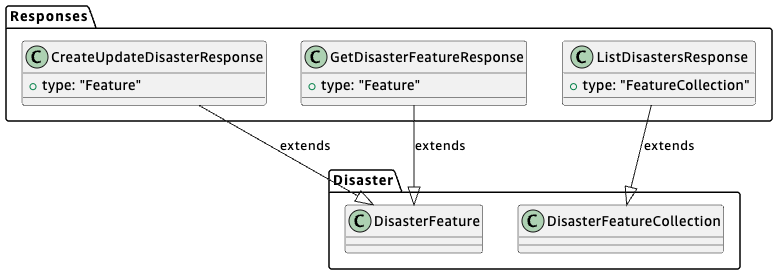 Responses
C CreateUpdateDisasterResponse
type: "Feature"
C GetDisasterFeatureResponse
type: "Feature"
C ListDisastersResponse
type: "FeatureCollection"
extends
extends
extends
Disaster
C DisasterFeature
C DisasterFeatureCollection